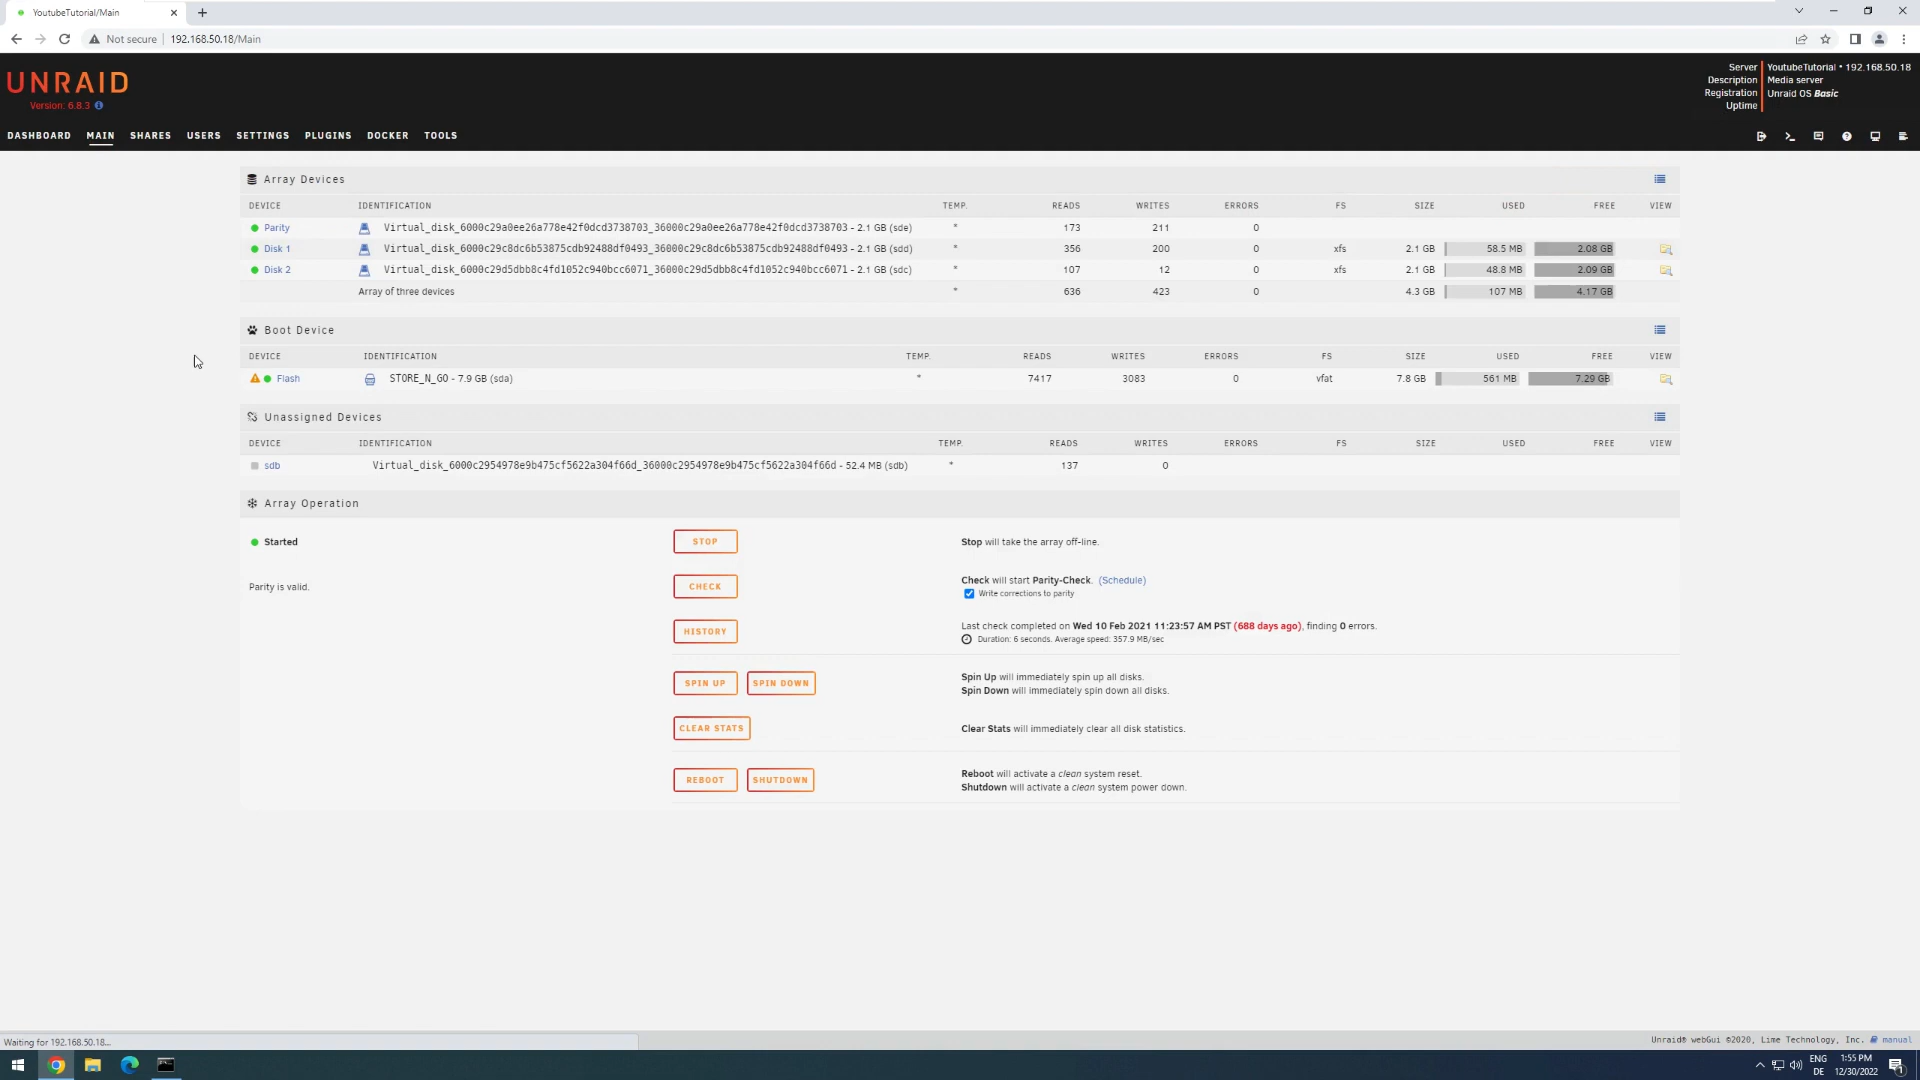 YoutubeTutorial/Main
Not secure 192.168.50.18/Main
UNRAID
Version: 6.8.3
Server YoutubeTutorial • 192.168.50.18
Description Media server
Registration Unraid OS Basic
Uptime
DASHBOARD MAIN SHARES USERS SETTINGS PLUGINS DOCKER TOOLS
Array Devices
DEVICE IDENTIFICATION TEMP. READS WRITES ERRORS FS SIZE USED FREE VIEW
Parity Virtual_disk_6000c29a0ee26a778e42f0dcd3738703_36000c29a0ee26a778e42f0dcd3738703 - 2.1 GB (sde) * 173 211 0
Disk 1 Virtual_disk_6000c29c8dc6b53875cdb92488df0493_36000c29c8dc6b53875cdb92488df0493 - 2.1 GB (sdd) * 356 200 0 xfs 2.1 GB 58.5 MB 2.08 GB
Disk 2 Virtual_disk_6000c29d5dbb8c4fd1052c940bcc6071_36000c29d5dbb8c4fd1052c940bcc6071 - 2.1 GB (sdc) * 107 12 0 xfs 2.1 GB 48.8 MB 2.09 GB
Array of three devices * 636 423 0 4.3 GB 107 MB 4.17 GB
Boot Device
DEVICE IDENTIFICATION TEMP. READS WRITES ERRORS FS SIZE USED FREE VIEW
Flash STORE_N_GO - 7.9 GB (sda) * 7417 3083 0 vfat 7.8 GB 561 MB 7.29 GB
Unassigned Devices
DEVICE IDENTIFICATION TEMP. READS WRITES ERRORS FS SIZE USED FREE VIEW
sdb Virtual_disk_6000c2954978e9b475cf5622a304f66d_36000c2954978e9b475cf5622a304f66d - 52.4 MB (sdb) * 137 0
Array Operation
Started STOP Stop will take the array off-line.
Parity is valid. CHECK Check will start Parity-Check. (Schedule)
Write corrections to parity
HISTORY Last check completed on Wed 10 Feb 2021 11:23:57 AM PST (688 days ago), finding 0 errors.
Duration: 6 seconds. Average speed: 357.9 MB/sec
SPIN UP SPIN DOWN Spin Up will immediately spin up all disks.
Spin Down will immediately spin down all disks.
CLEAR STATS Clear Stats will immediately clear all disk statistics.
REBOOT SHUTDOWN Reboot will activate a clean system reset.
Shutdown will activate a clean system power down.
Waiting for 192.168.50.18...
Unraid® webGui ©2020, Lime Technology, Inc. manual
ENG 1:55 PM
DE 12/30/2022
1